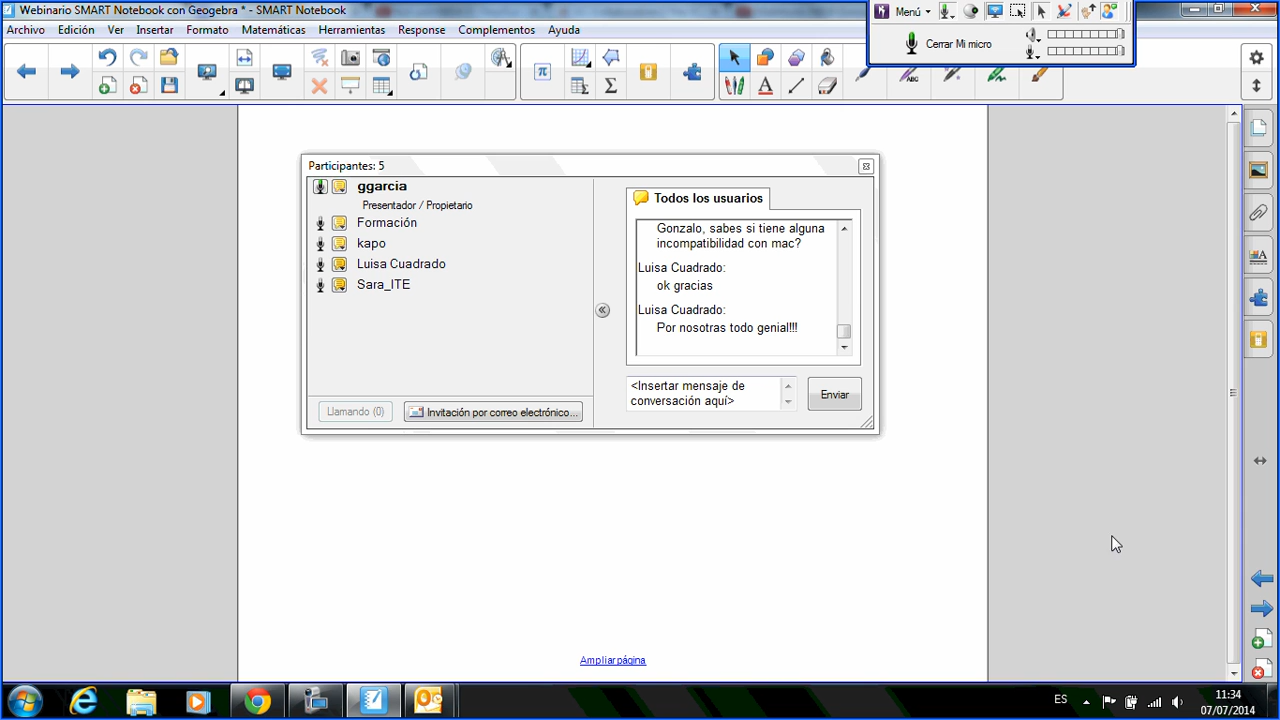 Webinario SMART Notebook con Geogebra * - SMART Notebook
Menú
Archivo Edición Ver Insertar Formato Matemáticas Herramientas Response Complementos Ayuda
Cerrar Mi micro
π
Σ
A
ABC
Participantes: 5
ggarcia
Presentador / Propietario
Formación
kapo
Luisa Cuadrado
Sara_ITE
Todos los usuarios
Gonzalo, sabes si tiene alguna
incompatibilidad con mac?
Luisa Cuadrado:
ok gracias
Luisa Cuadrado:
Por nosotras todo genial!!!
<Insertar mensaje de
conversación aquí>
Enviar
Llamando (0)
Invitación por correo electrónico...
Ampliar página
ES
11:34
07/07/2014